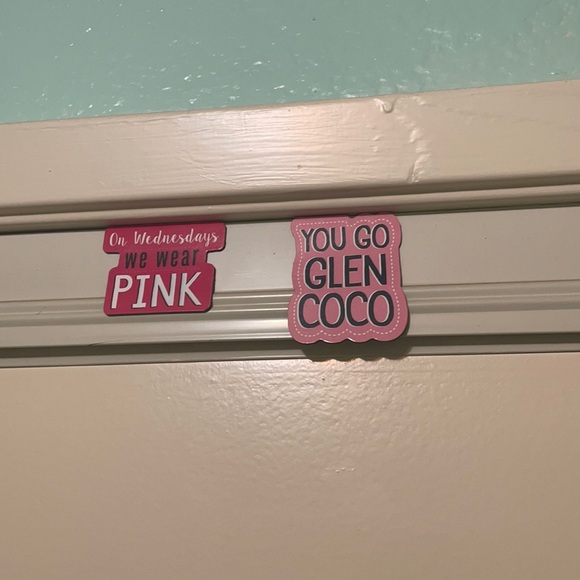 On Wednesdays
we wear
PINK
YOU GO
GLEN
COCO